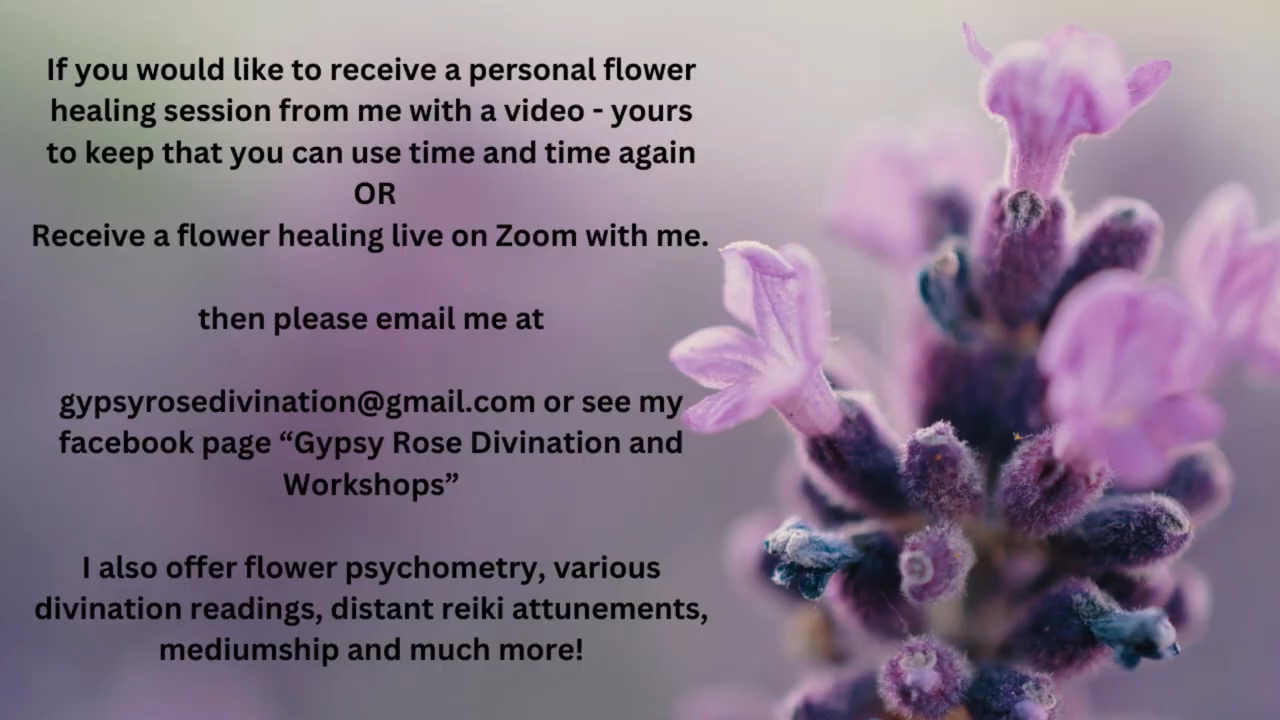 If you would like to receive a personal flower
healing session from me with a video - yours
to keep that you can use time and time again
OR
Receive a flower healing live on Zoom with me.
then please email me at
gypsyrosedivination@gmail.com or see my
facebook page “Gypsy Rose Divination and
Workshops”
I also offer flower psychometry, various
divination readings, distant reiki attunements,
mediumship and much more!